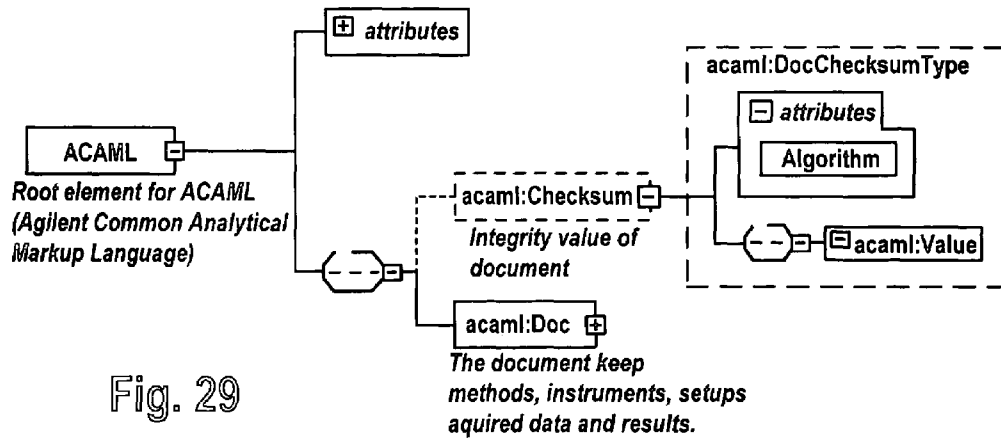 attributes
acaml:DocChecksumType
attributes
Algorithm
ACAML
Root element for ACAML
(Agilent Common Analytical
Markup Language)
acaml:Checksum
Integrity value of
document
acaml:Value
acaml:Doc
The document keep
methods, instruments, setups
aquired data and results.
Fig. 29